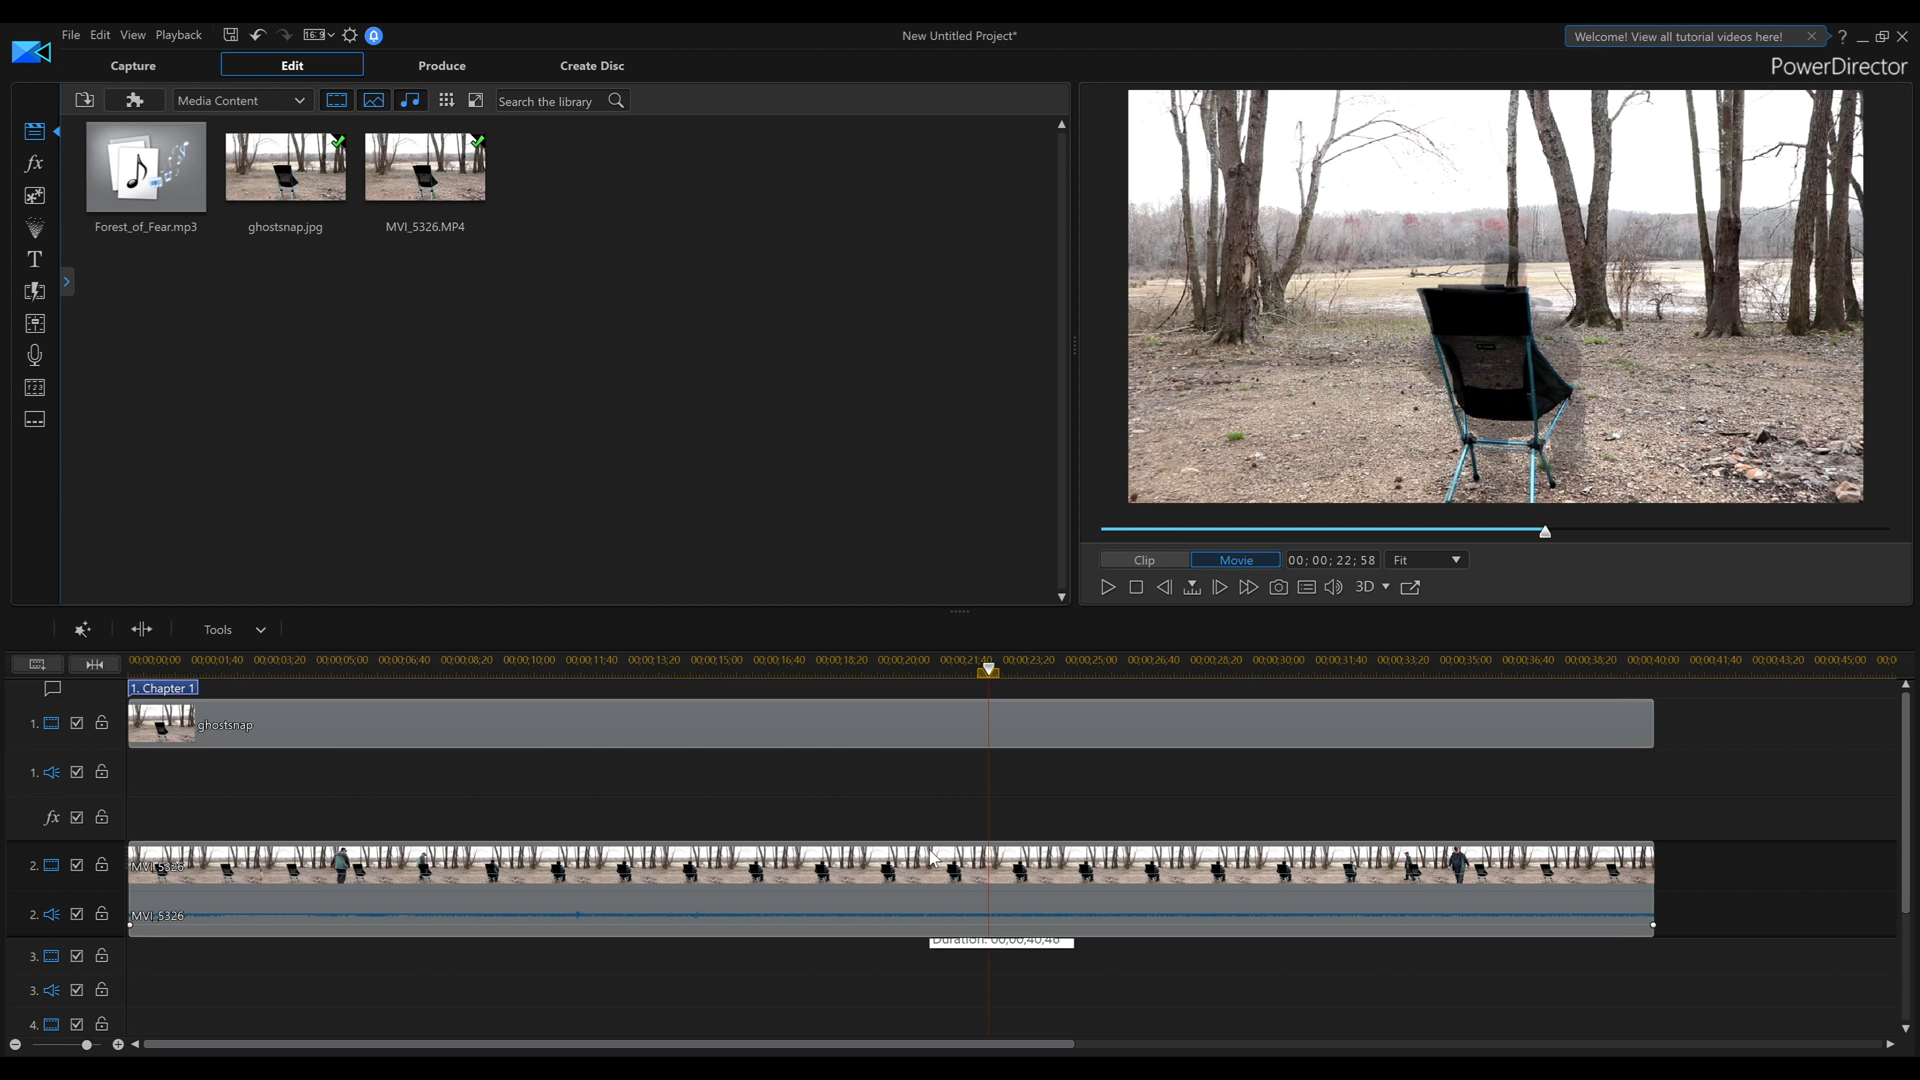 File Edit View Playback 16:9 New Untitled Project* Welcome! View all tutorial videos here! ?
Capture Edit Produce Create Disc PowerDirector
Media Content Search the library
fx
T
Forest_of_Fear.mp3 ghostsnap.jpg MVI_5326.MP4
Clip Movie 00; 00; 22; 58 Fit
3D
Tools
00;00;00;00 00;00;01;40 00;00;03;20 00;00;05;00 00;00;06;40 00;00;08;20 00;00;10;00 00;00;11;40 00;00;13;20 00;00;15;00 00;00;16;40 00;00;18;20 00;00;20;00 00;00;21;40 00;00;23;20 00;00;25;00 00;00;26;40 00;00;28;20 00;00;30;00 00;00;31;40 00;00;33;20 00;00;35;00 00;00;36;40 00;00;38;20 00;00;40;00 00;00;41;40 00;00;43;20 00;00;45;00 00;0
1. Chapter 1
1. ghostsnap
1.
fx
2. MVI_5326
2. MVI_5326
Duration: 00;00;40;46
3.
3.
4.